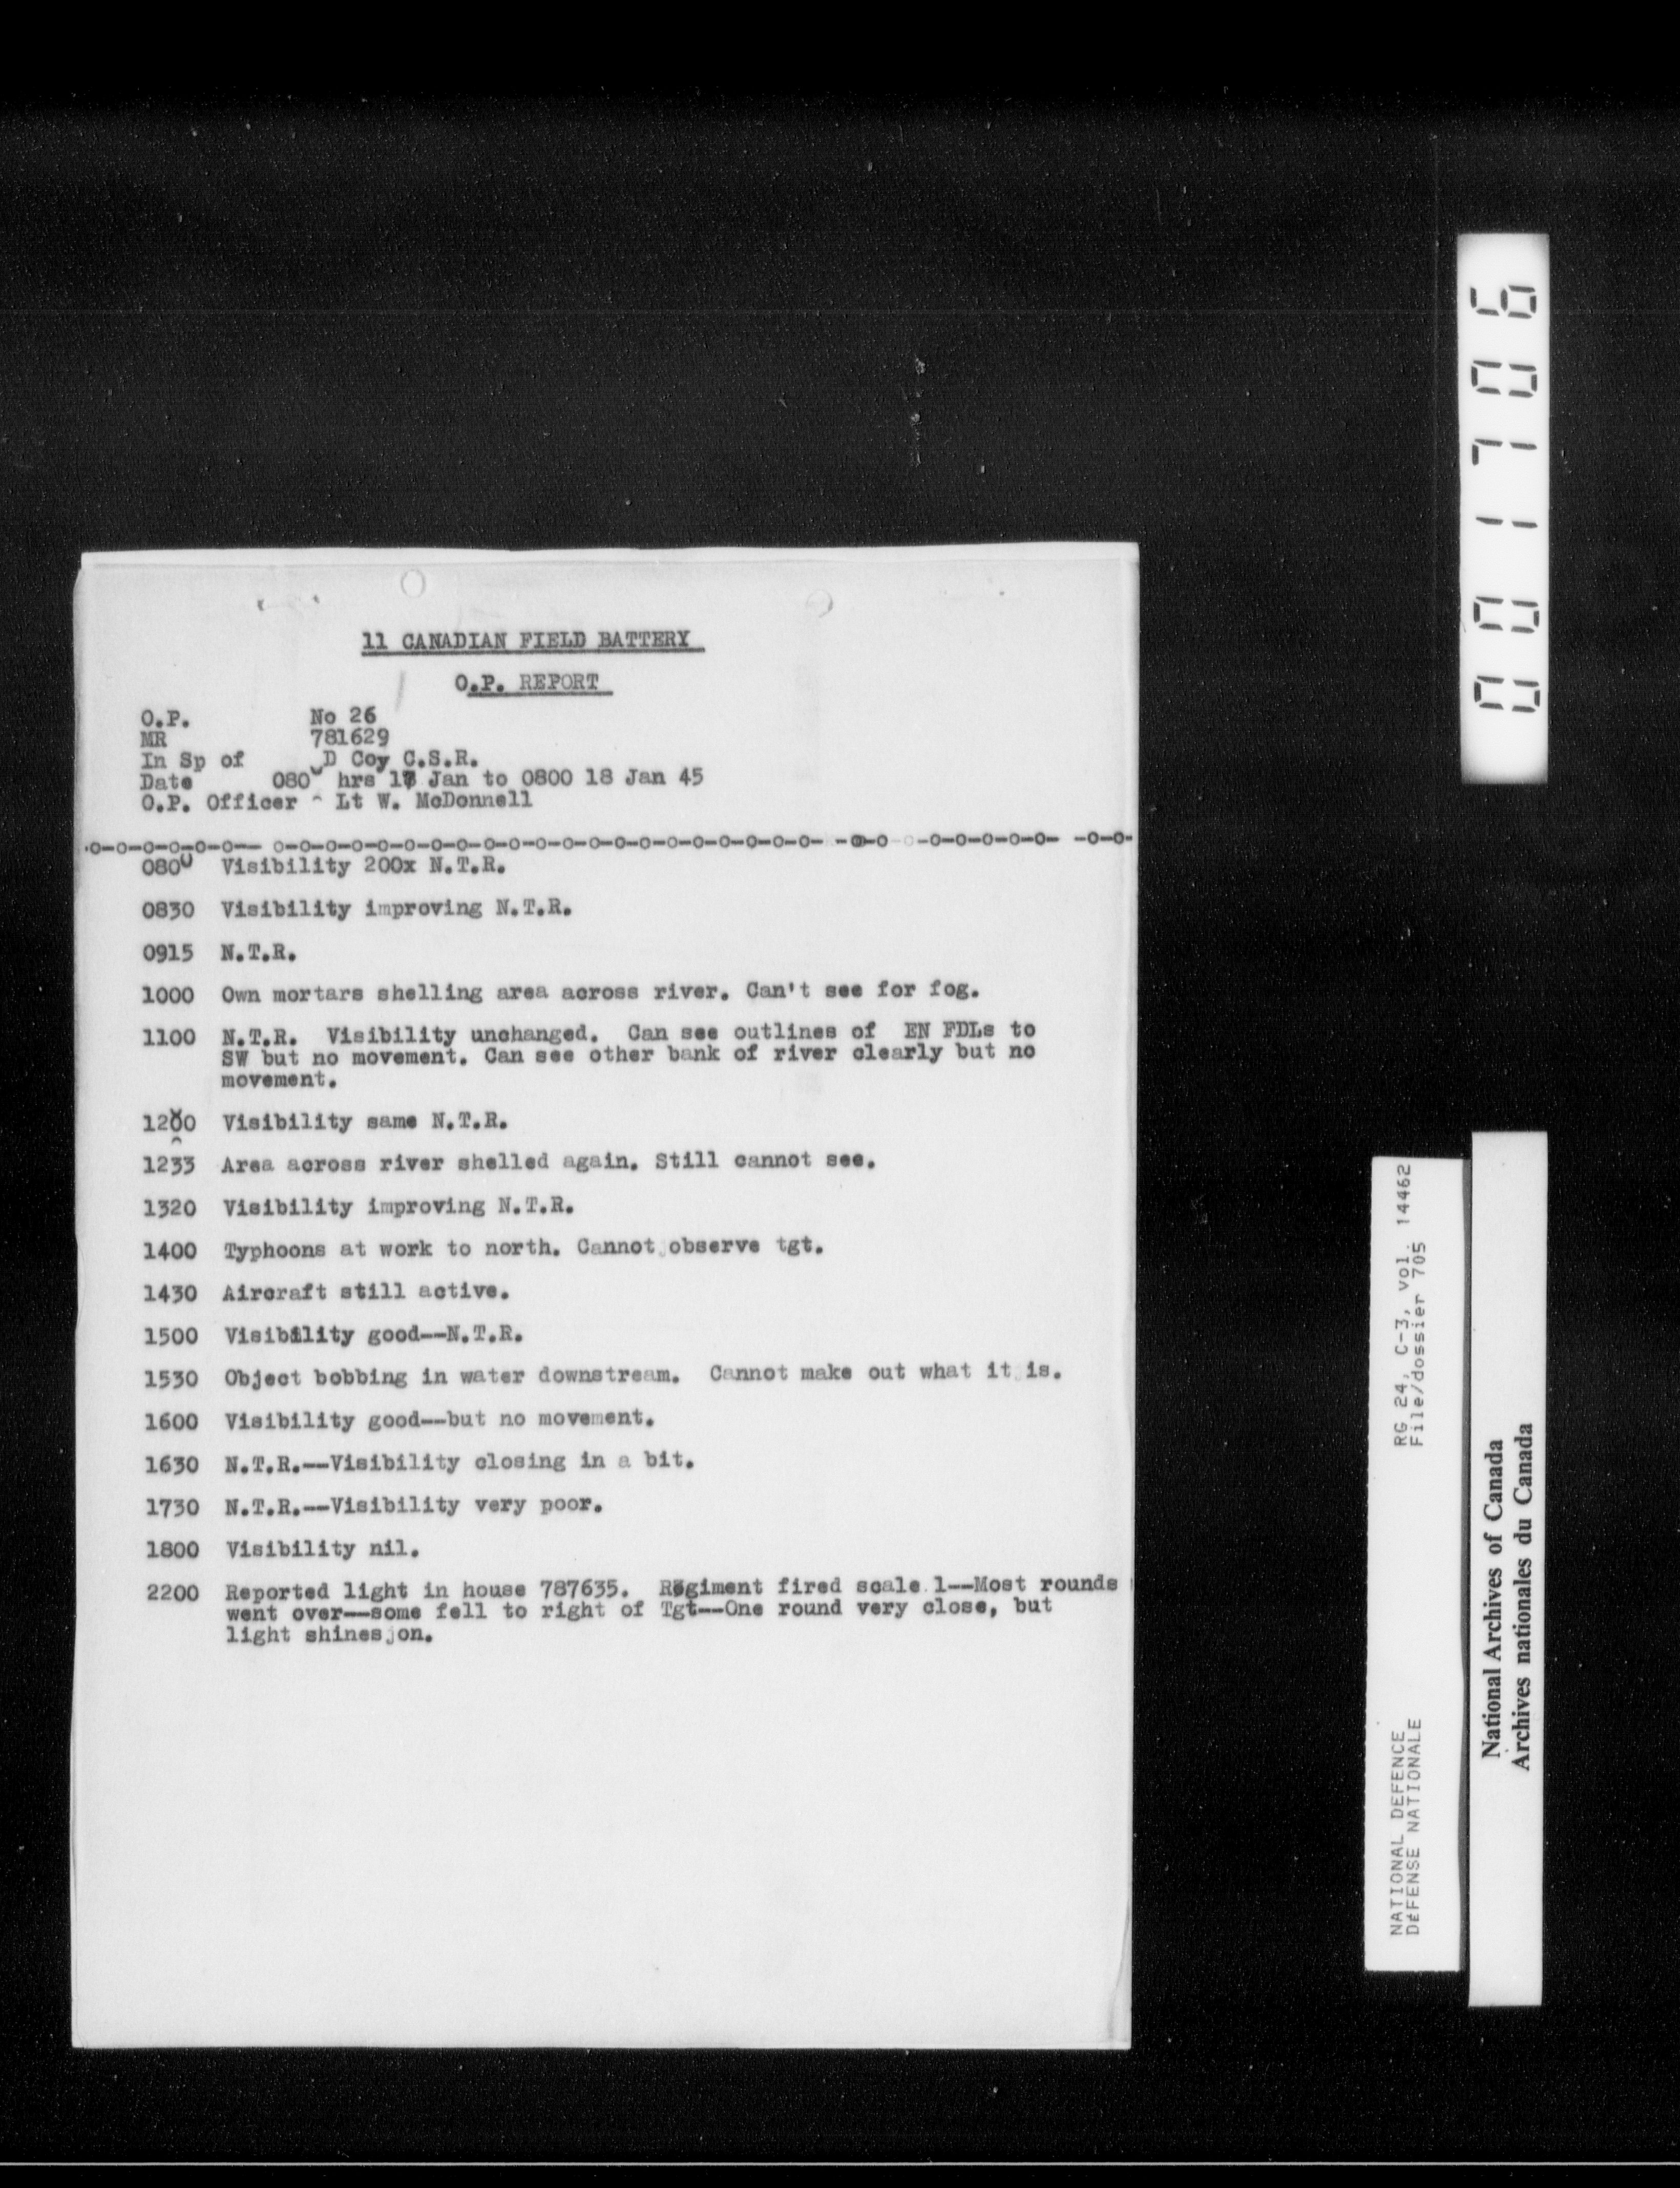 11 CANADIAN FIELD BATTERY
O.P. REPORT
O.P. No 26
MR 781629
In Sp of D Coy C.S.R.
Date 0800 hrs 17 Jan to 0800 18 Jan 45
O.P. Officer - Lt W. McDonnell
0800 Visibility 200x N.T.R.
0830 Visibility improving N.T.R.
0915 N.T.R.
1000 Own mortars shelling area across river. Can't see for fog.
1100 N.T.R. Visibility unchanged. Can see outlines of EN FDLs to
SW but no movement. Can see other bank of river clearly but no
movement.
1200 Visibility same N.T.R.
1233 Area across river shelled again. Still cannot see.
1320 Visibility improving N.T.R.
1400 Typhoons at work to north. Cannot observe tgt.
1430 Aircraft still active.
1500 Visibility good--N.T.R.
1530 Object bobbing in water downstream. Cannot make out what it is.
1600 Visibility good--but no movement.
1630 N.T.R.--Visibility closing in a bit.
1730 N.T.R.--Visibility very poor.
1800 Visibility nil.
2200 Reported light in house 787635. Regiment fired scale 1--Most rounds
went over--some fell to right of Tgt--One round very close, but
light shines on.
001706
NATIONAL DEFENCE RG 24, C-3, vol. 14462
DÉFENSE NATIONALE File/dossier 705
National Archives of Canada
Archives nationales du Canada